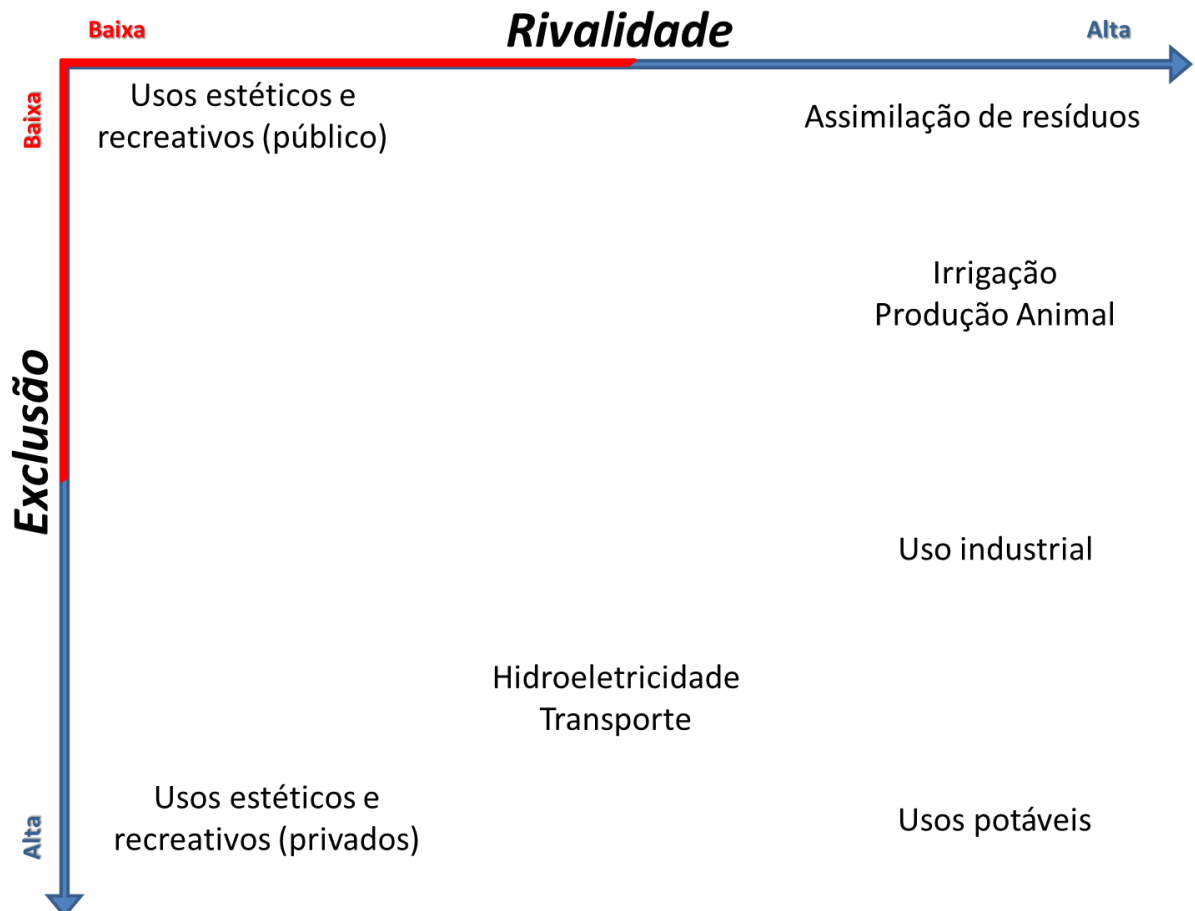 Baixa
Rivalidade
Alta
Baixa
Exclusão
Alta
Usos estéticos e
recreativos (público)
Assimilação de resíduos
Irrigação
Produção Animal
Uso industrial
Hidroeletricidade
Transporte
Usos estéticos e
recreativos (privados)
Usos potáveis